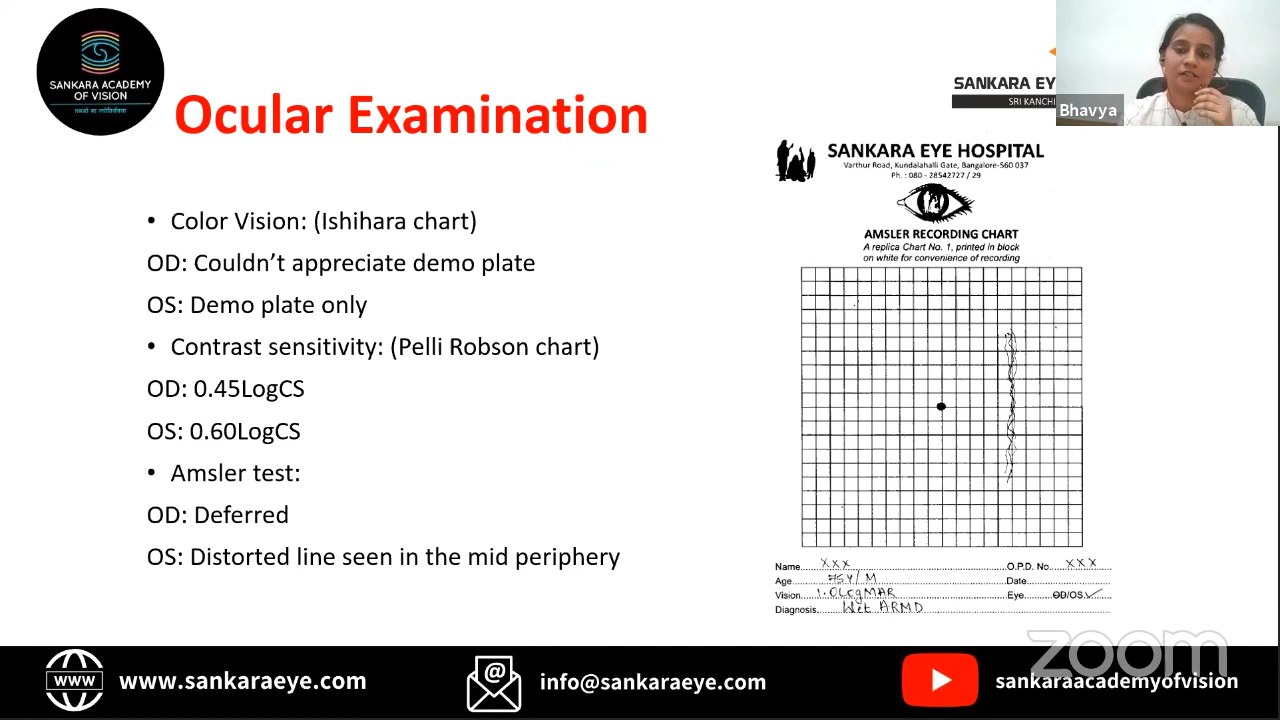 SANKARA ACADEMY
OF VISION
Ocular Examination
SANKARA EYE
SRI KANCHI
Bhavya
• Color Vision: (Ishihara chart)
OD: Couldn’t appreciate demo plate
OS: Demo plate only
• Contrast sensitivity: (Pelli Robson chart)
OD: 0.45LogCS
OS: 0.60LogCS
• Amsler test:
OD: Deferred
OS: Distorted line seen in the mid periphery
SANKARA EYE HOSPITAL
Varthur Road, Kundalahalli Gate, Bangalore-560 037
Ph. : 080 - 28542727 / 29
AMSLER RECORDING CHART
A replica Chart No. 1, printed in block
on white for convenience of recording
Name XXX O.P.D. No XXX
Age 75Y/M Date
Vision 1.0LogMAR Eye OD/OS ✓
Diagnosis Wet ARMD
zoom
www www.sankaraeye.com @ info@sankaraeye.com sankaraacademyofvision